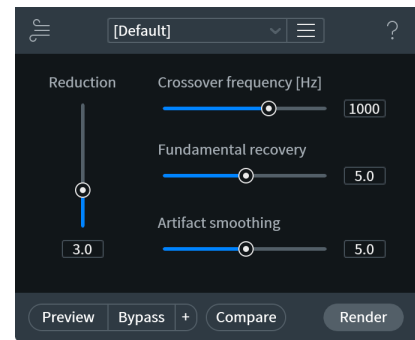 [Default]
?
Reduction
Crossover frequency [Hz]
1000
Fundamental recovery
5.0
Artifact smoothing
3.0
5.0
Preview
Bypass
+
Compare
Render